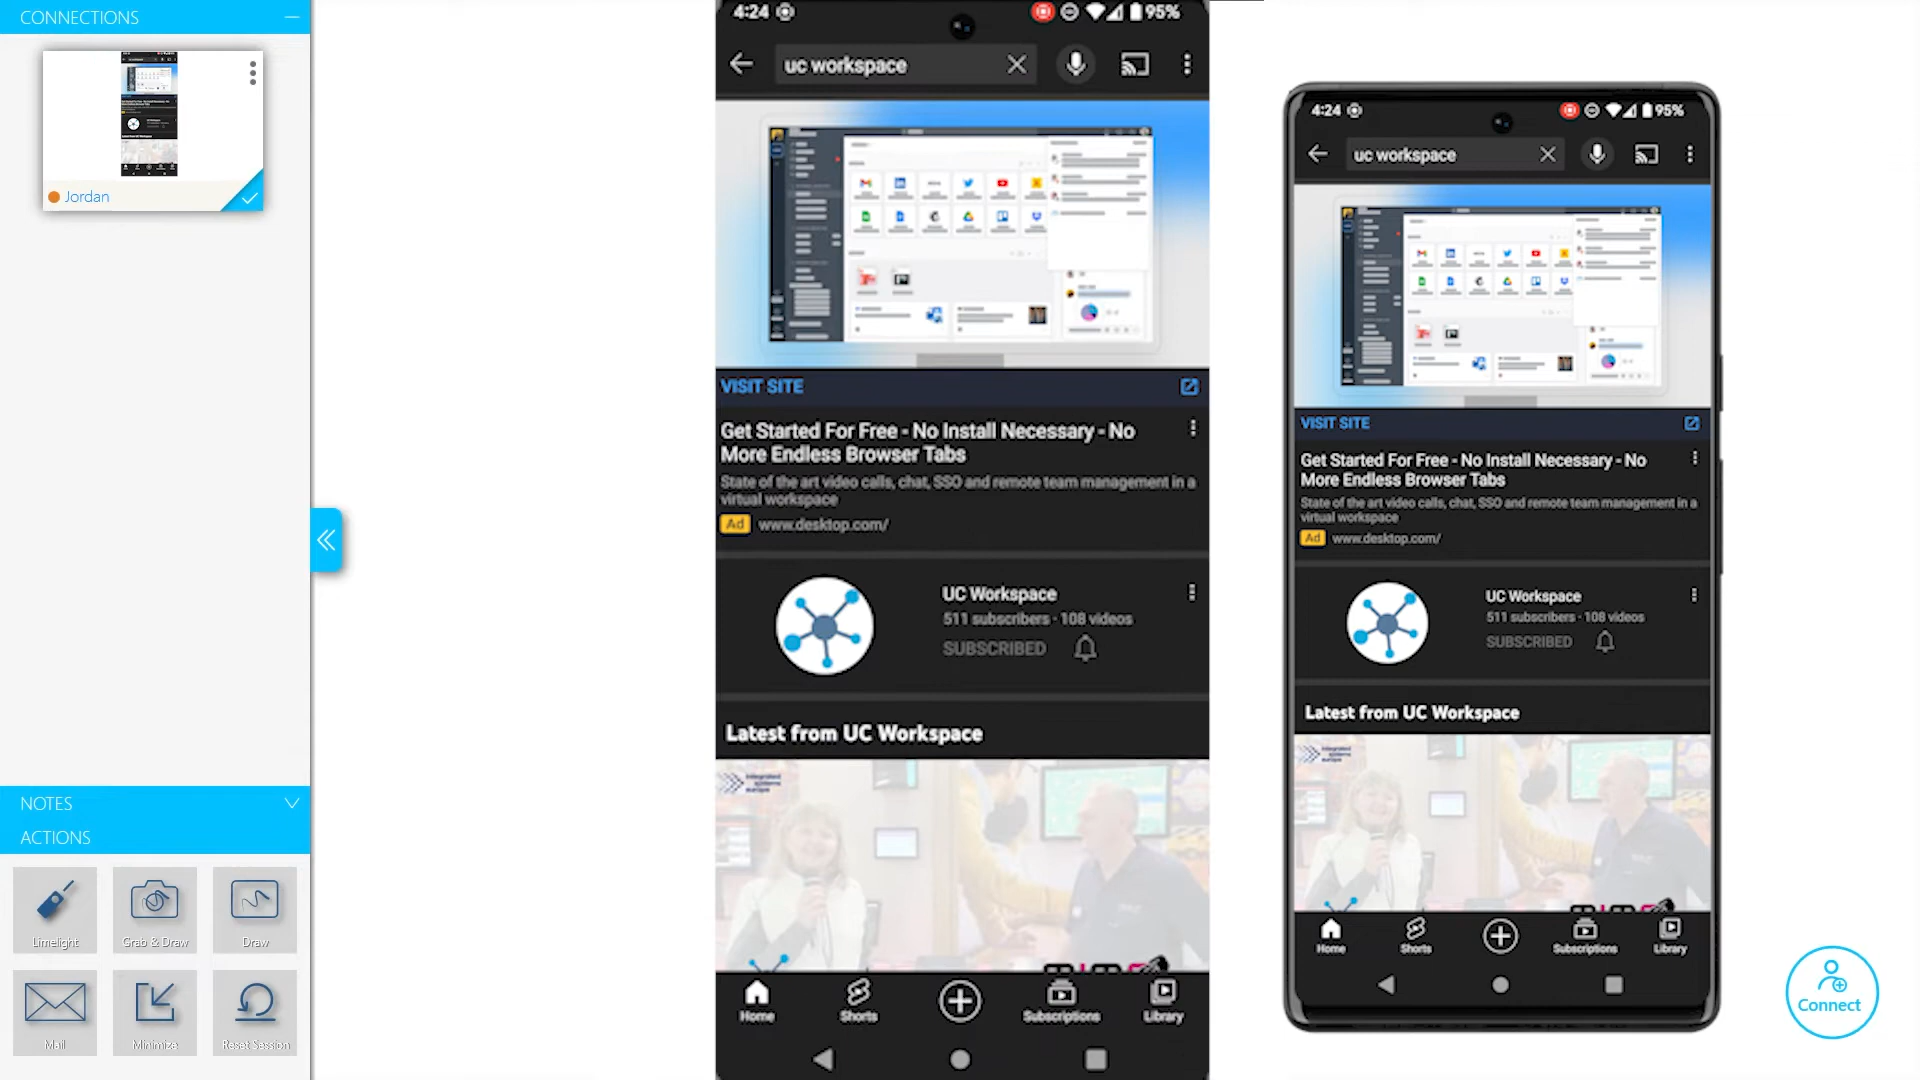 CONNECTIONS
Jordan
NOTES
ACTIONS
Limelight
Grab & Draw
Draw
Mail
Minimize
Reset Session
4:24
95%
uc workspace
VISIT SITE
Get Started For Free - No Install Necessary - No
More Endless Browser Tabs
State of the art video calls, chat, SSO and remote team management in a
virtual workspace
Ad www.desktop.com/
UC Workspace
511 subscribers · 108 videos
SUBSCRIBED
Latest from UC Workspace
integrated
systems
europe
Home
Shorts
Subscriptions
Library
4:24
95%
uc workspace
VISIT SITE
Get Started For Free - No Install Necessary - No
More Endless Browser Tabs
State of the art video calls, chat, SSO and remote team management in a
virtual workspace
Ad www.desktop.com/
UC Workspace
511 subscribers · 108 videos
SUBSCRIBED
Latest from UC Workspace
integrated
systems
europe
Home
Shorts
Subscriptions
Library
Connect